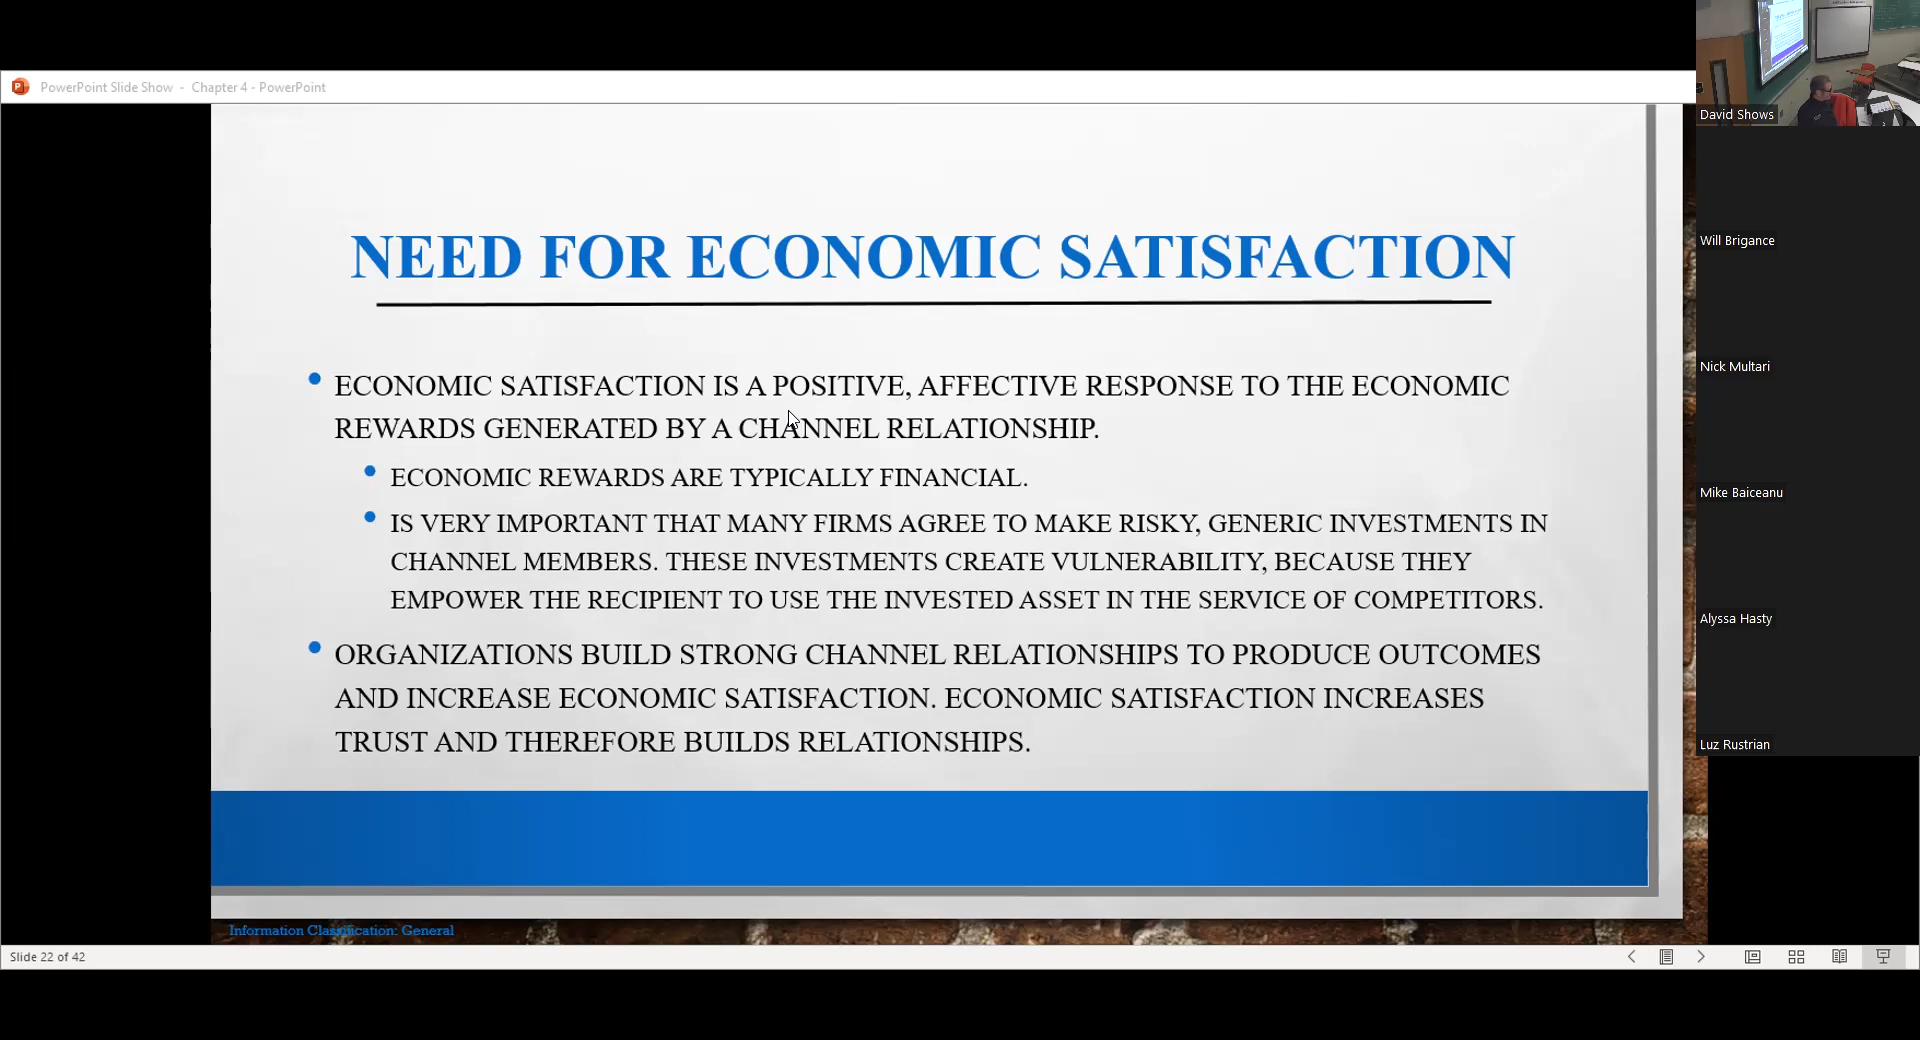 PowerPoint Slide Show - Chapter 4 - PowerPoint
NEED FOR ECONOMIC SATISFACTION
• ECONOMIC SATISFACTION IS A POSITIVE, AFFECTIVE RESPONSE TO THE ECONOMIC
REWARDS GENERATED BY A CHANNEL RELATIONSHIP.
• ECONOMIC REWARDS ARE TYPICALLY FINANCIAL.
• IS VERY IMPORTANT THAT MANY FIRMS AGREE TO MAKE RISKY, GENERIC INVESTMENTS IN
CHANNEL MEMBERS. THESE INVESTMENTS CREATE VULNERABILITY, BECAUSE THEY
EMPOWER THE RECIPIENT TO USE THE INVESTED ASSET IN THE SERVICE OF COMPETITORS.
• ORGANIZATIONS BUILD STRONG CHANNEL RELATIONSHIPS TO PRODUCE OUTCOMES
AND INCREASE ECONOMIC SATISFACTION. ECONOMIC SATISFACTION INCREASES
TRUST AND THEREFORE BUILDS RELATIONSHIPS.
Information Classification: General
Slide 22 of 42
David Shows
Will Brigance
Nick Multari
Mike Baiceanu
Alyssa Hasty
Luz Rustrian